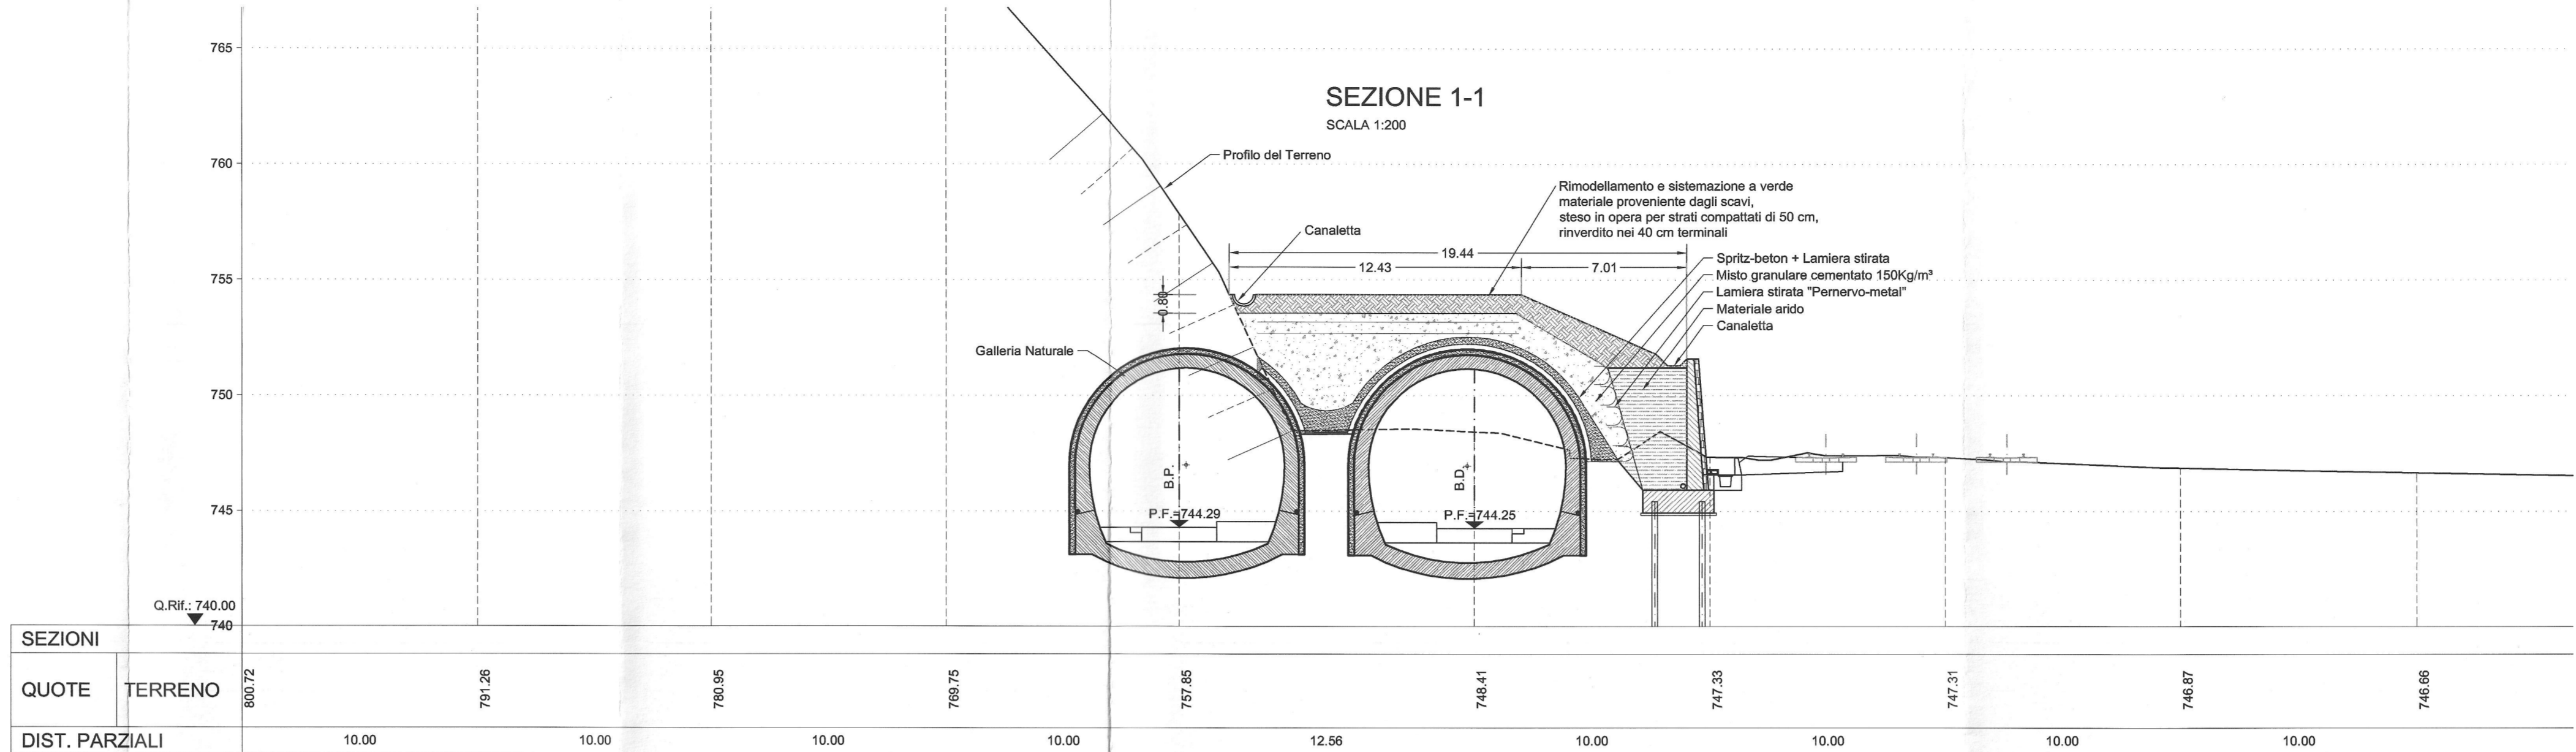 765
760
755
750
745
740
Q.Rif.: 740.00
SEZIONE 1-1
SCALA 1:200
Profilo del Terreno
Canaletta
Rimodellamento e sistemazione a verde
materiale proveniente dagli scavi,
steso in opera per strati compattati di 50 cm,
rinverdito nei 40 cm terminali
19.44
12.43
7.01
0.80
Spritz-beton + Lamiera stirata
Misto granulare cementato 150Kg/m³
Lamiera stirata "Pernervo-metal"
Materiale arido
Canaletta
Galleria Naturale
B.P.
P.F.=744.29
B.D.
P.F.=744.25
SEZIONI
QUOTE TERRENO
800.72 791.26 780.95 769.75 757.85 748.41 747.33 747.31 746.87 746.66
DIST. PARZIALI
10.00 10.00 10.00 10.00 12.56 10.00 10.00 10.00 10.00